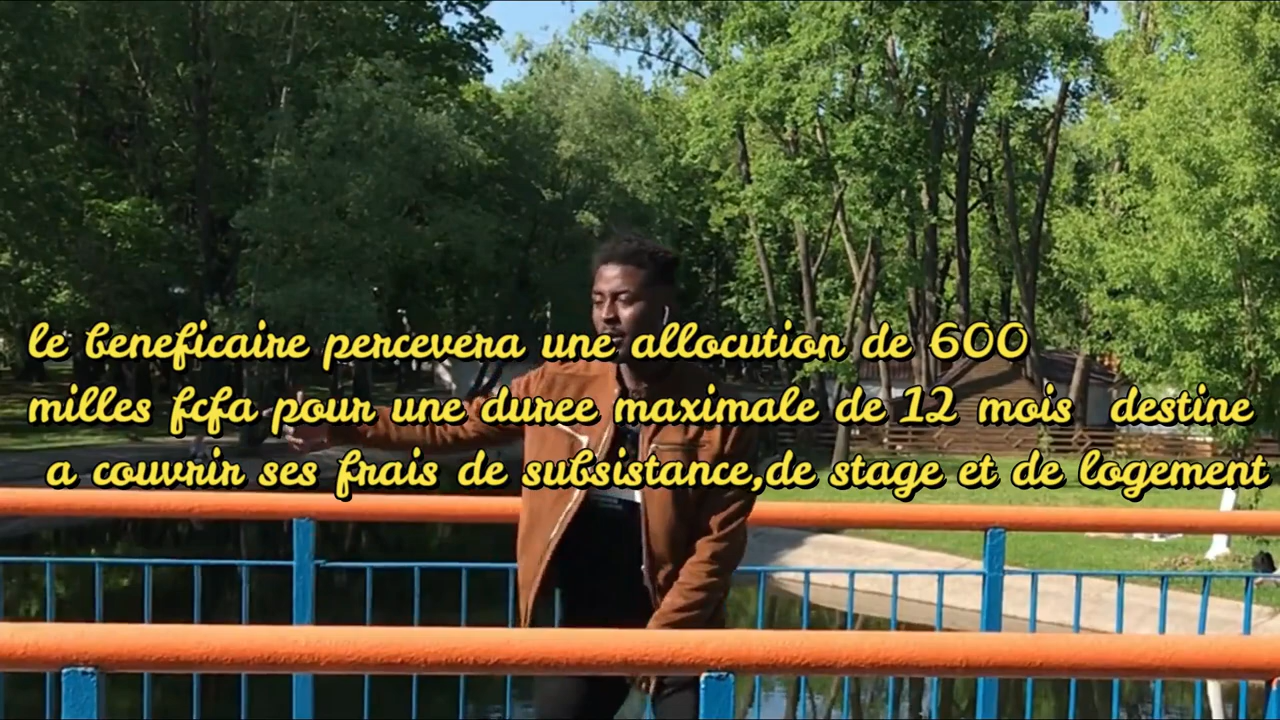 le beneficaire percevera une allocution de 600
milles fcfa pour une duree maximale de 12 mois destine
a couvrir ses frais de subsistance,de stage et de logement